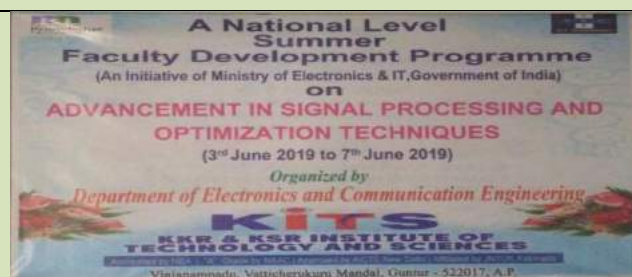 A National Level
Summer
Faculty Development Programme
(An Initiative of Ministry of Electronics & IT,Government of India)
on
ADVANCEMENT IN SIGNAL PROCESSING AND
OPTIMIZATION TECHNIQUES
(3rd June 2019 to 7th June 2019)
Organized by
Department of Electronics and Communication Engineering
KITS
KKR & KSR INSTITUTE OF
TECHNOLOGY AND SCIENCES
Vinjanampadu, Vatticherukuru Mandal, Guntur - 522017, A.P.